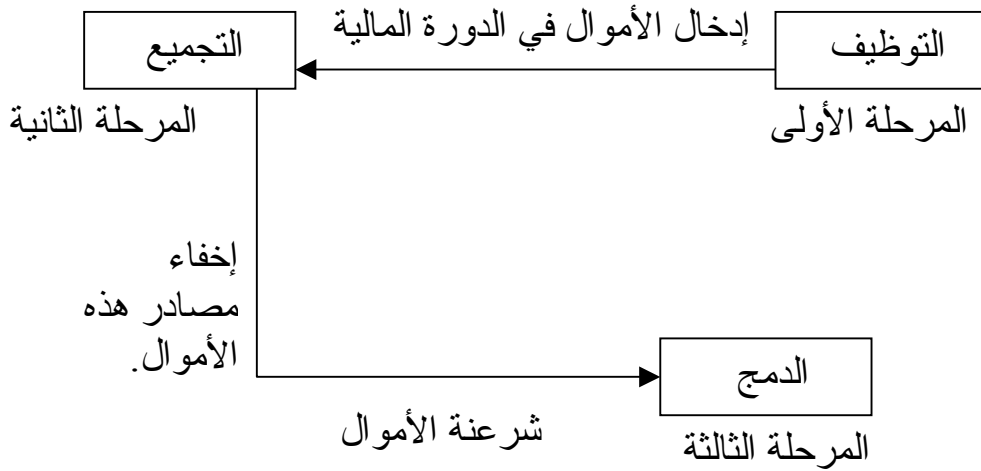 التوظيف
إدخال الأموال في الدورة المالية
التجميع
المرحلة الأولى
المرحلة الثانية
إخفاء
مصادر هذه
الأموال.
الدمج
شرعنة الأموال
المرحلة الثالثة